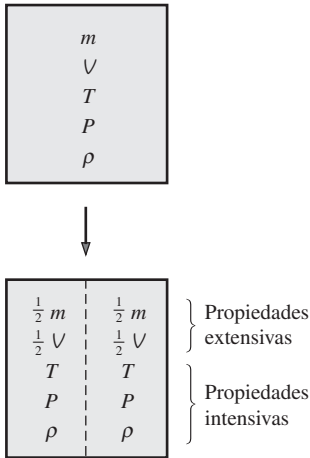 m
V
T
P
ρ
½ m ½ m
½ V ½ V
T T
P P
ρ ρ
Propiedades
extensivas
Propiedades
intensivas